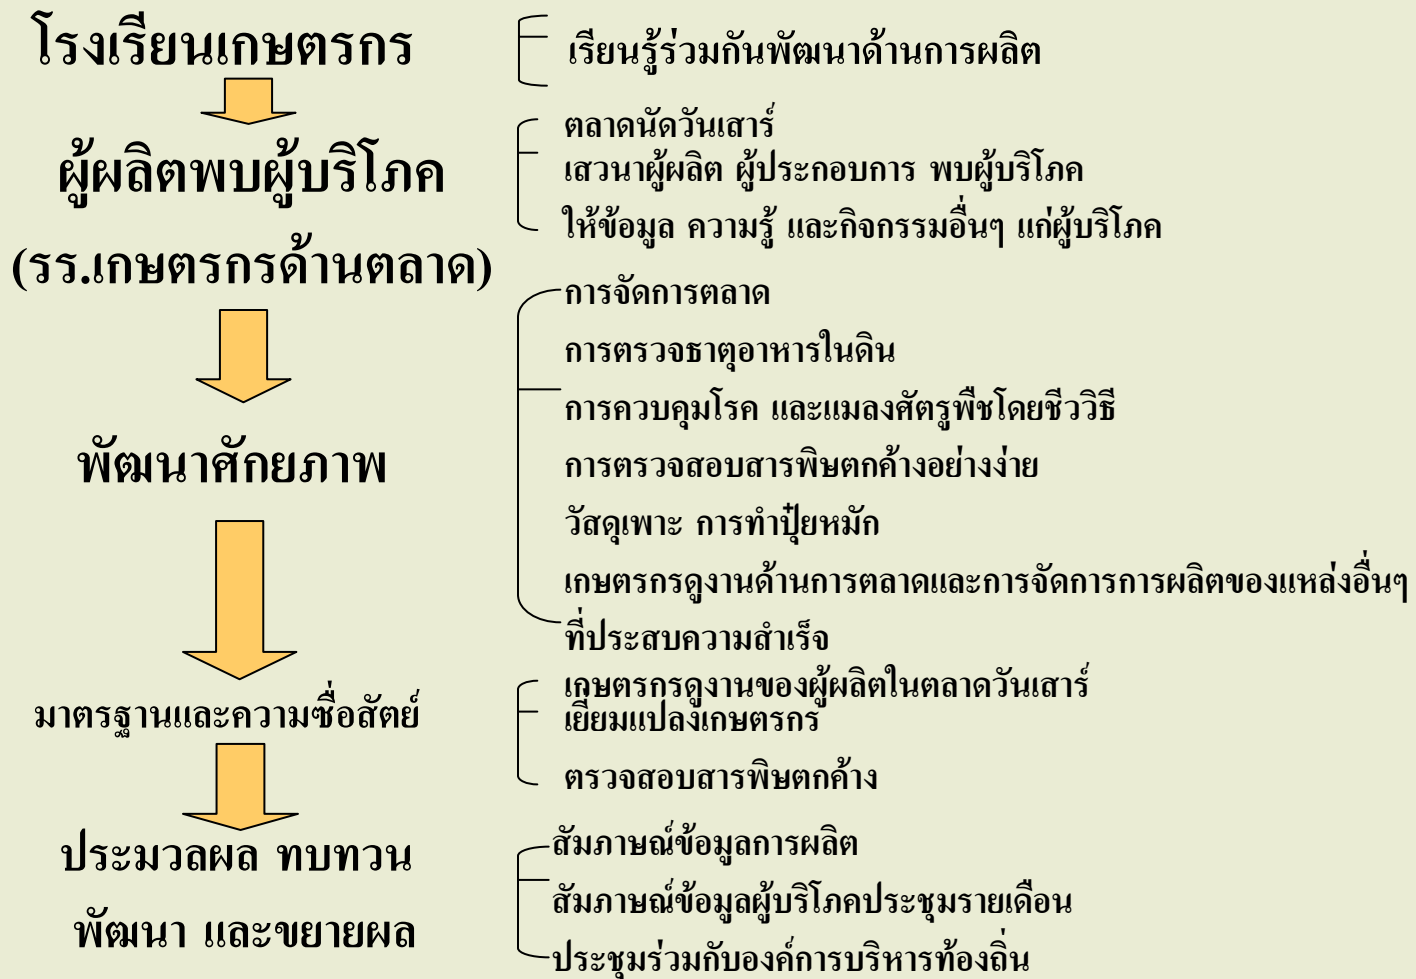 โรงเรียนเกษตรกร
เรียนรู้ร่วมกันพัฒนาด้านการผลิต
ผู้ผลิตพบผู้บริโภค
(รร.เกษตรกรด้านตลาด)
ตลาดนัดวันเสาร์
เสวนาผู้ผลิต ผู้ประกอบการ พบผู้บริโภค
ให้ข้อมูล ความรู้ และกิจกรรมอื่นๆ แก่ผู้บริโภค
พัฒนาศักยภาพ
การจัดการตลาด
การตรวจธาตุอาหารในดิน
การควบคุมโรค และแมลงศัตรูพืชโดยชีววิธี
การตรวจสอบสารพิษตกค้างอย่างง่าย
วัสดุเพาะ การทำปุ๋ยหมัก
เกษตรกรดูงานด้านการตลาดและการจัดการการผลิตของแหล่งอื่นๆ
ที่ประสบความสำเร็จ
มาตรฐานและความซื่อสัตย์
เกษตรกรดูงานของผู้ผลิตในตลาดวันเสาร์
เยี่ยมแปลงเกษตรกร
ตรวจสอบสารพิษตกค้าง
ประมวลผล ทบทวน
พัฒนา และขยายผล
สัมภาษณ์ข้อมูลการผลิต
สัมภาษณ์ข้อมูลผู้บริโภคประชุมรายเดือน
ประชุมร่วมกับองค์การบริหารท้องถิ่น